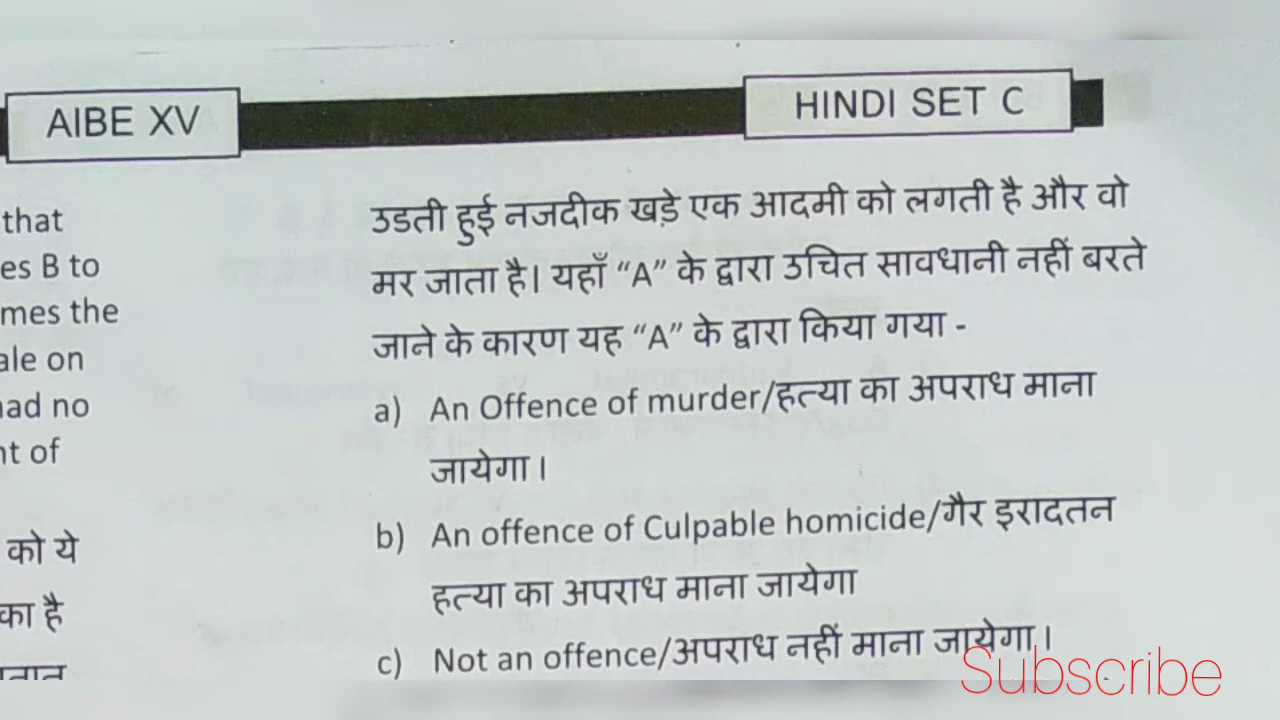 AIBE XV
HINDI SET C
that
es B to
mes the
ale on
had no
nt of
को ये
का है
उडती हुई नजदीक खड़े एक आदमी को लगती है और वो
मर जाता है। यहाँ “A” के द्वारा उचित सावधानी नहीं बरते
जाने के कारण यह “A” के द्वारा किया गया -
a) An Offence of murder/हत्या का अपराध माना
जायेगा।
b) An offence of Culpable homicide/गैर इरादतन
हत्या का अपराध माना जायेगा
c) Not an offence/अपराध नहीं माना जायेगा।
Subscribe